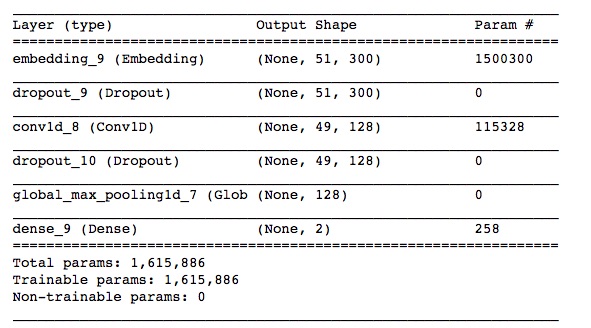 Layer (type) Output Shape Param #
embedding_9 (Embedding) (None, 51, 300) 1500300
dropout_9 (Dropout) (None, 51, 300) 0
conv1d_8 (Conv1D) (None, 49, 128) 115328
dropout_10 (Dropout) (None, 49, 128) 0
global_max_pooling1d_7 (Glob (None, 128) 0
dense_9 (Dense) (None, 2) 258
Total params: 1,615,886
Trainable params: 1,615,886
Non-trainable params: 0